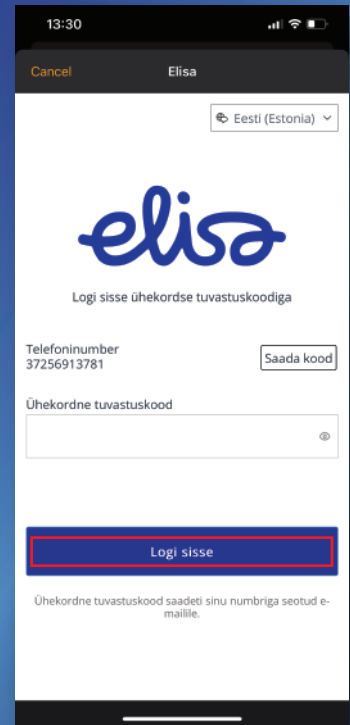 13:30
Cancel Elisa
Eesti (Estonia)
elisa
Logi sisse ühekordse tuvastuskoodiga
Telefoninumber
37256913781
Saada kood
Ühekordne tuvastuskood
Logi sisse
Ühekordne tuvastuskood saadeti sinu numbriga seotud e-
mailile.